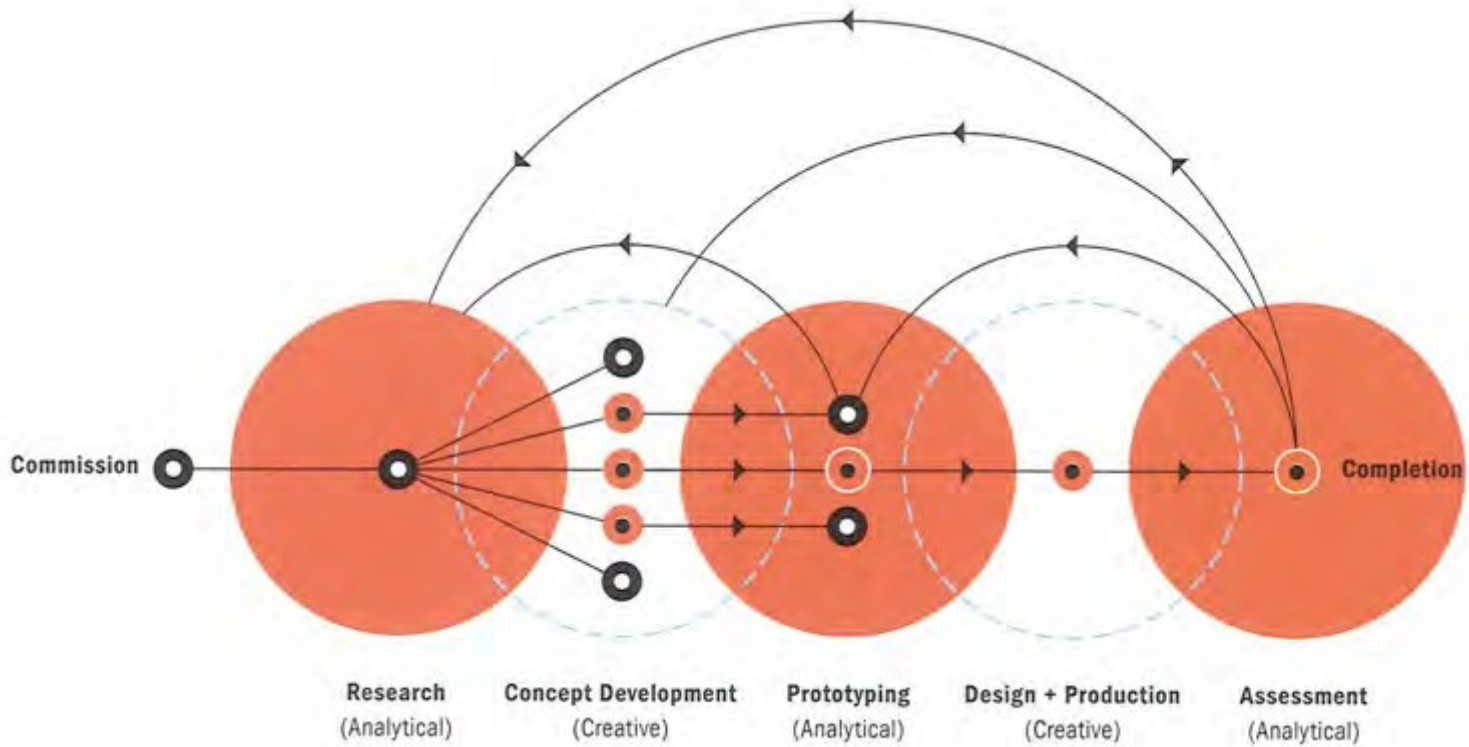 Commission
Completion
Research
(Analytical)
Concept Development
(Creative)
Prototyping
(Analytical)
Design + Production
(Creative)
Assessment
(Analytical)